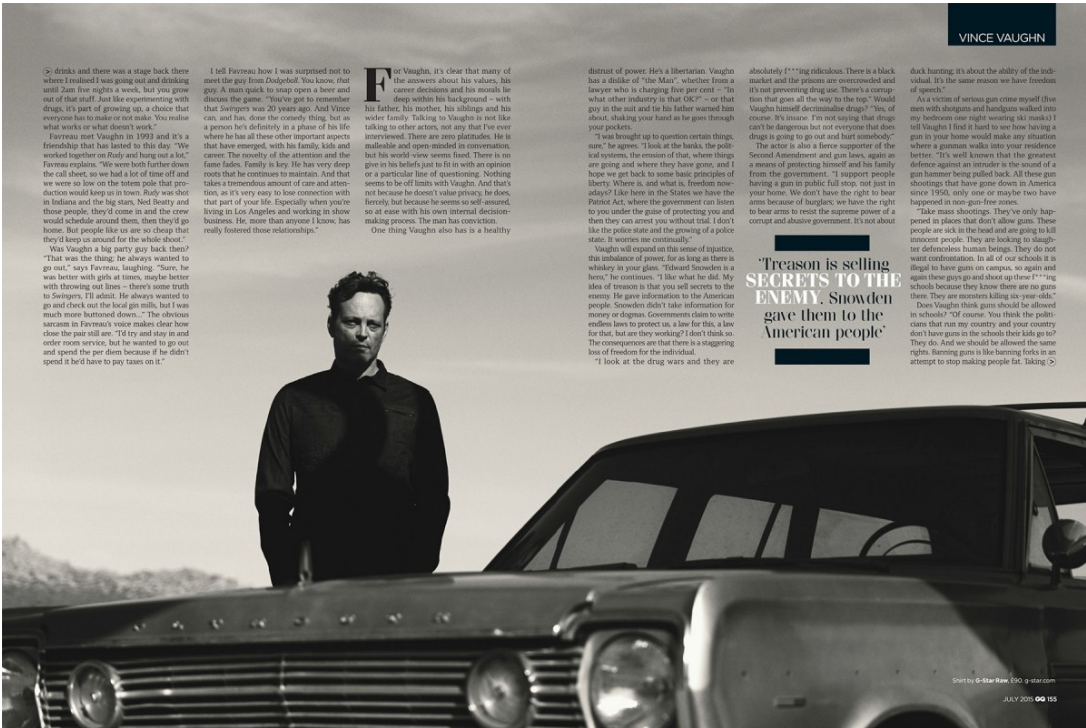 VINCE VAUGHN
drinks and there was a stage back there
where I realised I was going out and drinking
until 2am five nights a week, but you grow
out of that stuff. Just like experimenting with
drugs, it's part of growing up, a choice that
everyone has to make or not make. You realise
what works or what doesn't work."
Favreau met Vaughn in 1993 and it's a
friendship that has lasted to this day. "We
worked together on Rudy and hung out a lot,"
Favreau explains. "We were both further down
the call sheet, so we had a lot of time off and
we were so low on the totem pole that pro-
duction would keep us in town. Rudy was shot
in Indiana and the big stars, Ned Beatty and
those people, they'd come in and the crew
would schedule around them, then they'd go
home. But people like us are so cheap that
they'd keep us around for the whole shoot."
Was Vaughn a big party guy back then?
"That was the thing; he always wanted to
go out," says Favreau, laughing. "Sure, he
was better with girls at times, maybe better
with throwing out lines – there's some truth
to Swingers, I'll admit. He always wanted to
go and check out the local gin mills, but I was
much more buttoned down..." The obvious
sarcasm in Favreau's voice makes clear how
close the pair still are. "I'd try and stay in and
order room service, but he wanted to go out
and spend the per diem because if he didn't
spend it he'd have to pay taxes on it."
I tell Favreau how I was surprised not to
meet the guy from Dodgeball. You know, that
guy. A man quick to snap open a beer and
discuss the game. "You've got to remember
that Swingers was 20 years ago. And Vince
can, and has, done the comedy thing, but as
a person he's definitely in a phase of his life
where he has all these other important aspects
that have emerged, with his family, kids and
career. The novelty of the attention and the
fame fades. Family is key. He has very deep
roots that he continues to maintain. And that
takes a tremendous amount of care and atten-
tion, as it's very easy to lose connection with
that part of your life. Especially when you're
living in Los Angeles and working in show
business. He, more than anyone I know, has
really fostered those relationships."
For Vaughn, it's clear that many of
the answers about his values, his
career decisions and his morals lie
deep within his background – with
his father, his mother, his siblings and his
wider family. Talking to Vaughn is not like
talking to other actors, not any that I've ever
interviewed. There are zero platitudes. He is
malleable and open-minded in conversation,
but his world-view seems fixed. There is no
give in his beliefs just to fit in with an opinion
or a particular line of questioning. Nothing
seems to be off limits with Vaughn. And that's
not because he doesn't value privacy, he does,
fiercely, but because he seems so self-assured,
so at ease with his own internal decision-
making process. The man has conviction.
One thing Vaughn also has is a healthy
distrust of power. He's a libertarian. Vaughn
has a dislike of "the Man", whether from a
lawyer who is charging five per cent – "In
what other industry is that OK?" – or that
guy in the suit and tie his father warned him
about, shaking your hand as he goes through
your pockets.
"I was brought up to question certain things,
sure," he agrees. "I look at the banks, the polit-
ical systems, the erosion of that, where things
are going and where they have gone, and I
hope we get back to some basic principles of
liberty. Where is, and what is, freedom now-
adays? Like here in the States we have the
Patriot Act, where the government can listen
to you under the guise of protecting you and
then they can arrest you without trial. I don't
like the police state and the growing of a police
state. It worries me continually."
Vaughn will expand on this sense of injustice,
this imbalance of power, for as long as there is
whiskey in your glass. "Edward Snowden is a
hero," he continues. "I like what he did. My
idea of treason is that you sell secrets to the
enemy. He gave information to the American
people. Snowden didn't take information for
money or dogmas. Governments claim to write
endless laws to protect us, a law for this, a law
for that, but are they working? I don't think so.
The consequences are that there is a staggering
loss of freedom for the individual.
"I look at the drug wars and they are
absolutely f***ing ridiculous. There is a black
market and the prisons are overcrowded and
it's not preventing drug use. There's a corrup-
tion that goes all the way to the top." Would
Vaughn himself decriminalise drugs? "Yes, of
course. It's insane. I'm not saying that drugs
can't be dangerous but not everyone that does
drugs is going to go out and hurt somebody."
The actor is also a fierce supporter of the
Second Amendment and gun laws, again as
a means of protecting himself and his family
from the government. "I support people
having a gun in public full stop, not just in
your home. We don't have the right to bear
arms because of burglars; we have the right
to bear arms to resist the supreme power of a
corrupt and abusive government. It's not about
'Treason is selling
SECRETS TO THE
ENEMY. Snowden
gave them to the
American people'
duck hunting; it's about the ability of the indi-
vidual. It's the same reason we have freedom
of speech."
As a victim of serious gun crime myself (five
men with shotguns and handguns walked into
my bedroom one night wearing ski masks) I
tell Vaughn I find it hard to see how having a
gun in your home would make any situation
where a gunman walks into your residence
better. "It's well known that the greatest
defence against an intruder is the sound of a
gun hammer being pulled back. All these gun
shootings that have gone down in America
since 1950, only one or maybe two have
happened in non-gun-free zones.
"Take mass shootings. They've only hap-
pened in places that don't allow guns. These
people are sick in the head and are going to kill
innocent people. They are looking to slaugh-
ter defenceless human beings. They do not
want confrontation. In all of our schools it is
illegal to have guns on campus, so again and
again these guys go and shoot up these f***ing
schools because they know there are no guns
there. They are monsters killing six-year-olds."
Does Vaughn think guns should be allowed
in schools? "Of course. You think the politi-
cians that run my country and your country
don't have guns in the schools their kids go to?
They do. And we should be allowed the same
rights. Banning guns is like banning forks in an
attempt to stop making people fat. Taking
Shirt by G-Star Raw, £90. g-star.com
JULY 2015 GQ 155